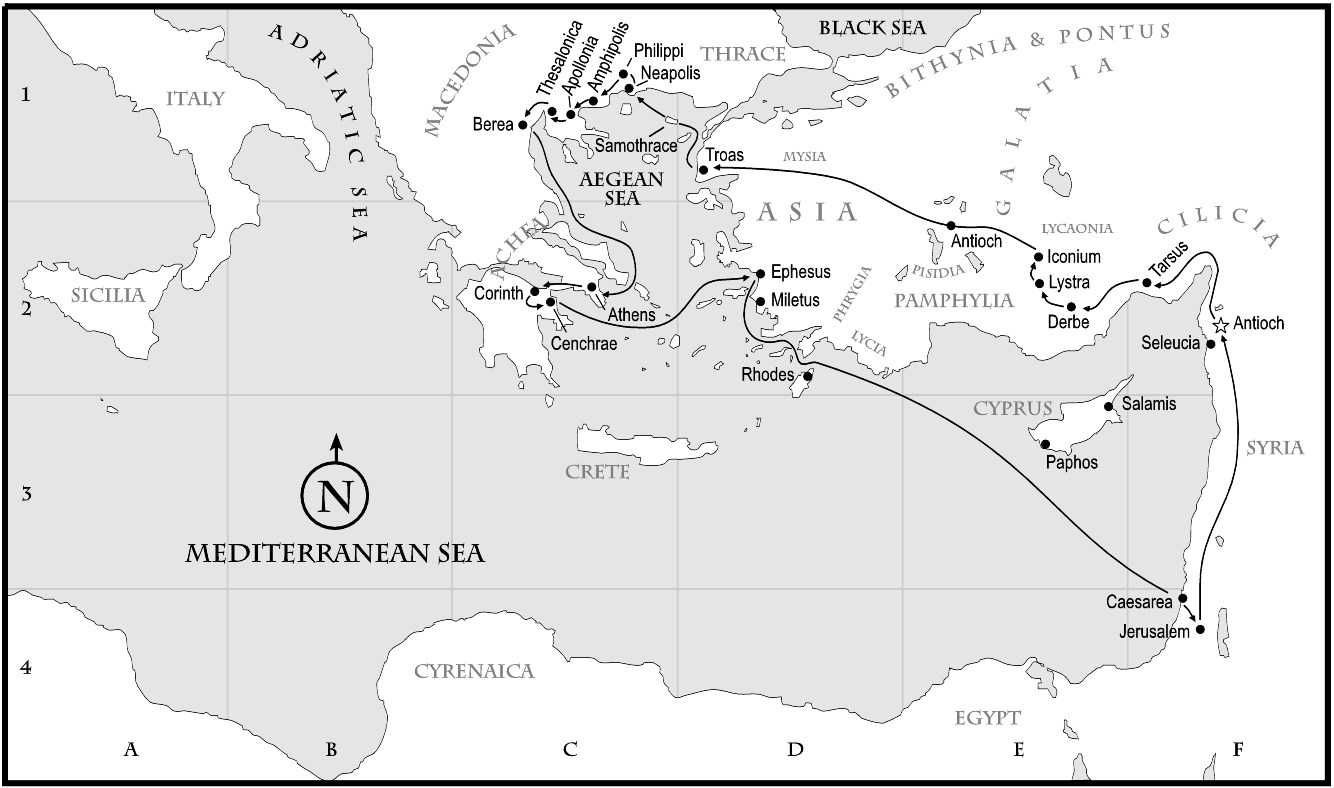 BLACK SEA
ADRIATIC SEA
MACEDONIA
Thesalonica
Apollonia
Amphipolis
Philippi
Neapolis
THRACE
BITHYNIA & PONTUS
GALATIA
1
ITALY
Berea
Samothrace
Troas
MYSIA
AEGEAN
SEA
ASIA
ACHEA
Antioch
LYCAONIA
CILICIA
Iconium
Tarsus
PISIDIA
Ephesus
Lystra
SICILIA
Corinth
Miletus
PHRYGIA
PAMPHYLIA
2
Athens
Derbe
Antioch
Cenchrae
LYCIA
Seleucia
Rhodes
CYPRUS
Salamis
SYRIA
Paphos
CRETE
3
N
MEDITERRANEAN SEA
Caesarea
Jerusalem
4
CYRENAICA
EGYPT
A
B
C
D
E
F